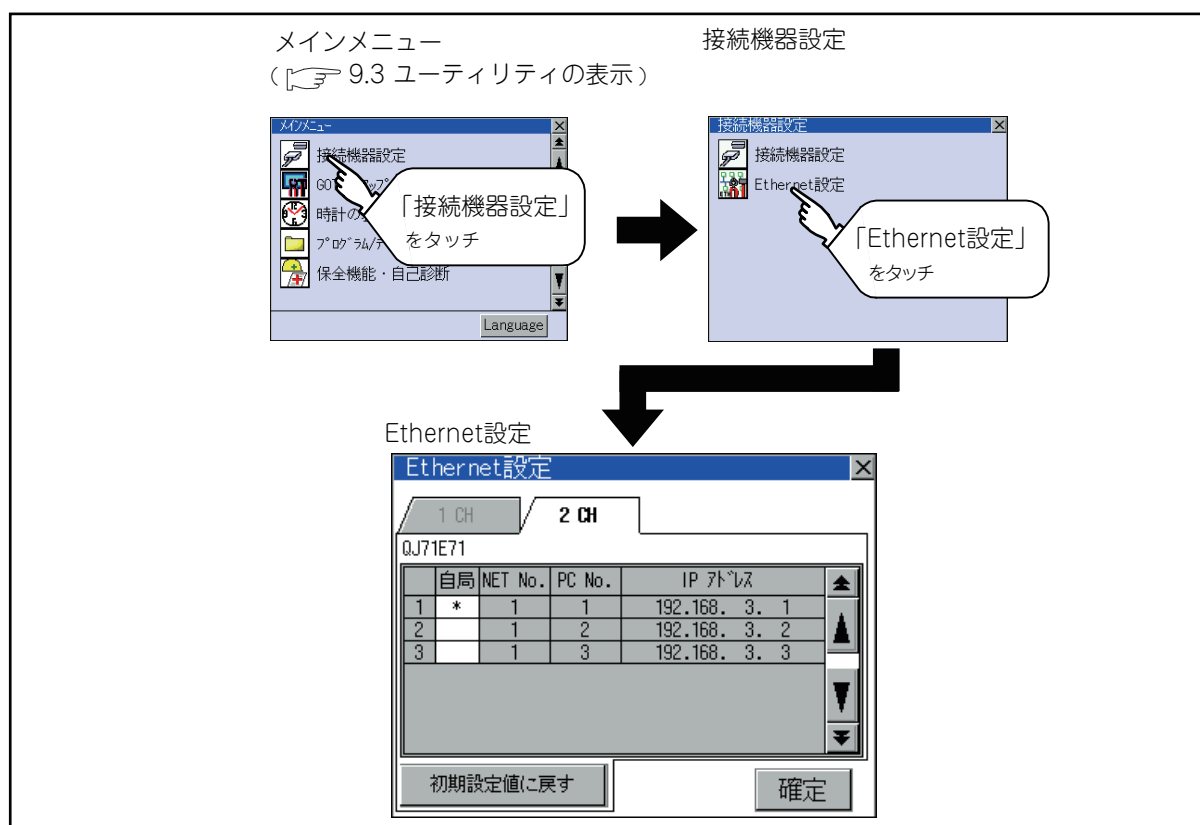 メインメニュー
（ 9.3 ユーティリティの表示）
接続機器設定
メインメニュー
接続機器設定
時計の
プログラム/デ
保全機能・自己診断
Language
「接続機器設定」
をタッチ
接続機器設定
接続機器設定
Ethernet設定
「Ethernet設定」
をタッチ
Ethernet設定
Ethernet設定
1 CH 2 CH
QJ71E71
自局 NET No. PC No. IP アドレス
1 * 1 1 192.168. 3. 1
2 1 2 192.168. 3. 2
3 1 3 192.168. 3. 3
初期設定値に戻す 確定